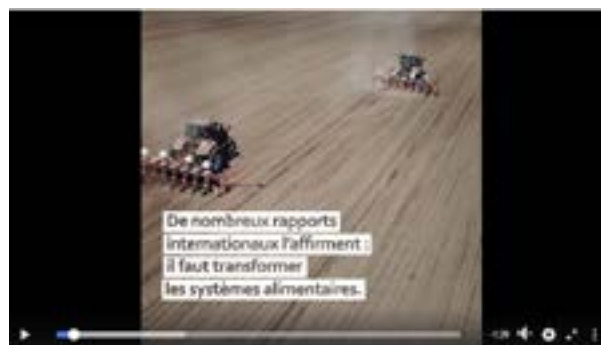 De nombreux rapports
internationaux l'affirment :
il faut transformer
les systèmes alimentaires.